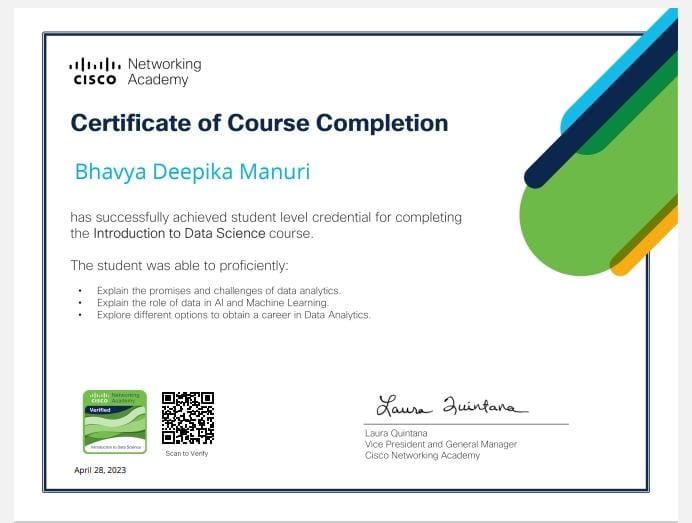 CISCO Networking Academy
Certificate of Course Completion
Bhavya Deepika Manuri
has successfully achieved student level credential for completing
the Introduction to Data Science course.
The student was able to proficiently:
• Explain the promises and challenges of data analytics.
• Explain the role of data in AI and Machine Learning.
• Explore different options to obtain a career in Data Analytics.
CISCO Networking Academy
Verified
Introduction to Data Science
Scan to Verify
April 28, 2023
Laura Quintana
Laura Quintana
Vice President and General Manager
Cisco Networking Academy